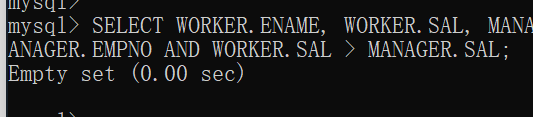 mysql>
mysql> SELECT WORKER.ENAME, WORKER.SAL, MANA
ANAGER.EMPNO AND WORKER.SAL > MANAGER.SAL;
Empty set (0.00 sec)
mysql>